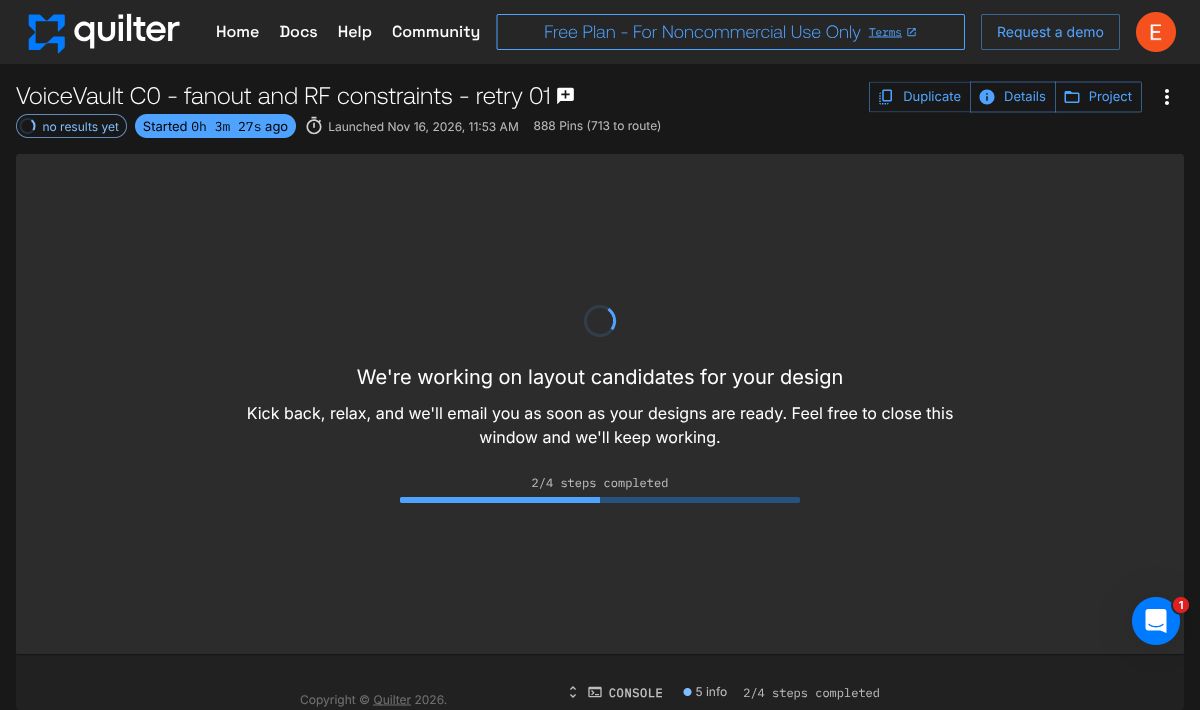 quilter Home Docs Help Community Free Plan - For Noncommercial Use Only Terms Request a demo E
VoiceVault C0 - fanout and RF constraints - retry 01
Duplicate Details Project
no results yet Started 0h 3m 27s ago Launched Nov 16, 2026, 11:53 AM 888 Pins (713 to route)
We're working on layout candidates for your design
Kick back, relax, and we'll email you as soon as your designs are ready. Feel free to close this
window and we'll keep working.
2/4 steps completed
1
CONSOLE 5 info 2/4 steps completed
Copyright © Quilter 2026.